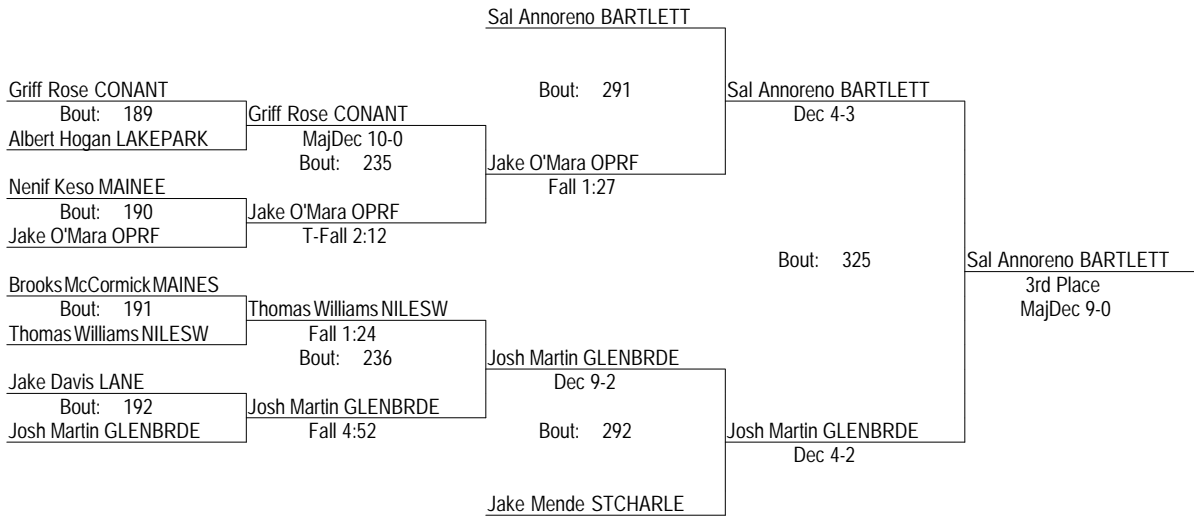 Sal Annoreno BARTLETT
Griff Rose CONANT
Bout: 291
Sal Annoreno BARTLETT
Bout: 189
Griff Rose CONANT
Dec 4-3
Albert Hogan LAKEPARK
MajDec 10-0
Bout: 235
Jake O'Mara OPRF
Nenif Keso MAINEE
Fall 1:27
Bout: 190
Jake O'Mara OPRF
Jake O'Mara OPRF
T-Fall 2:12
Bout: 325
Sal Annoreno BARTLETT
Brooks McCormick MAINES
3rd Place
Bout: 191
Thomas Williams NILESW
MajDec 9-0
Thomas Williams NILESW
Fall 1:24
Bout: 236
Josh Martin GLENBRDE
Jake Davis LANE
Dec 9-2
Bout: 192
Josh Martin GLENBRDE
Josh Martin GLENBRDE
Fall 4:52
Bout: 292
Josh Martin GLENBRDE
Dec 4-2
Jake Mende STCHARLE